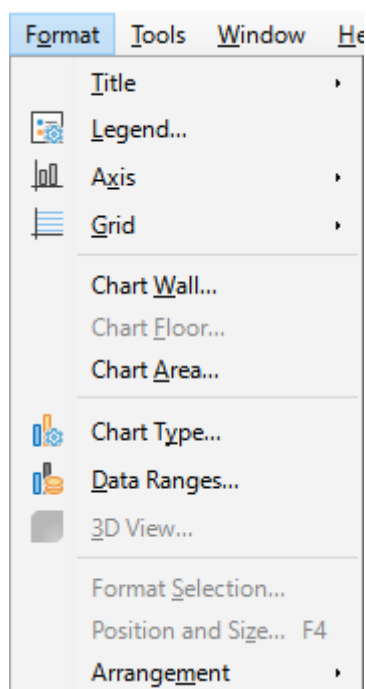 Format Tools Window He
Title
Legend...
Axis
Grid
Chart Wall...
Chart Floor...
Chart Area...
Chart Type...
Data Ranges...
3D View...
Format Selection...
Position and Size... F4
Arrangement